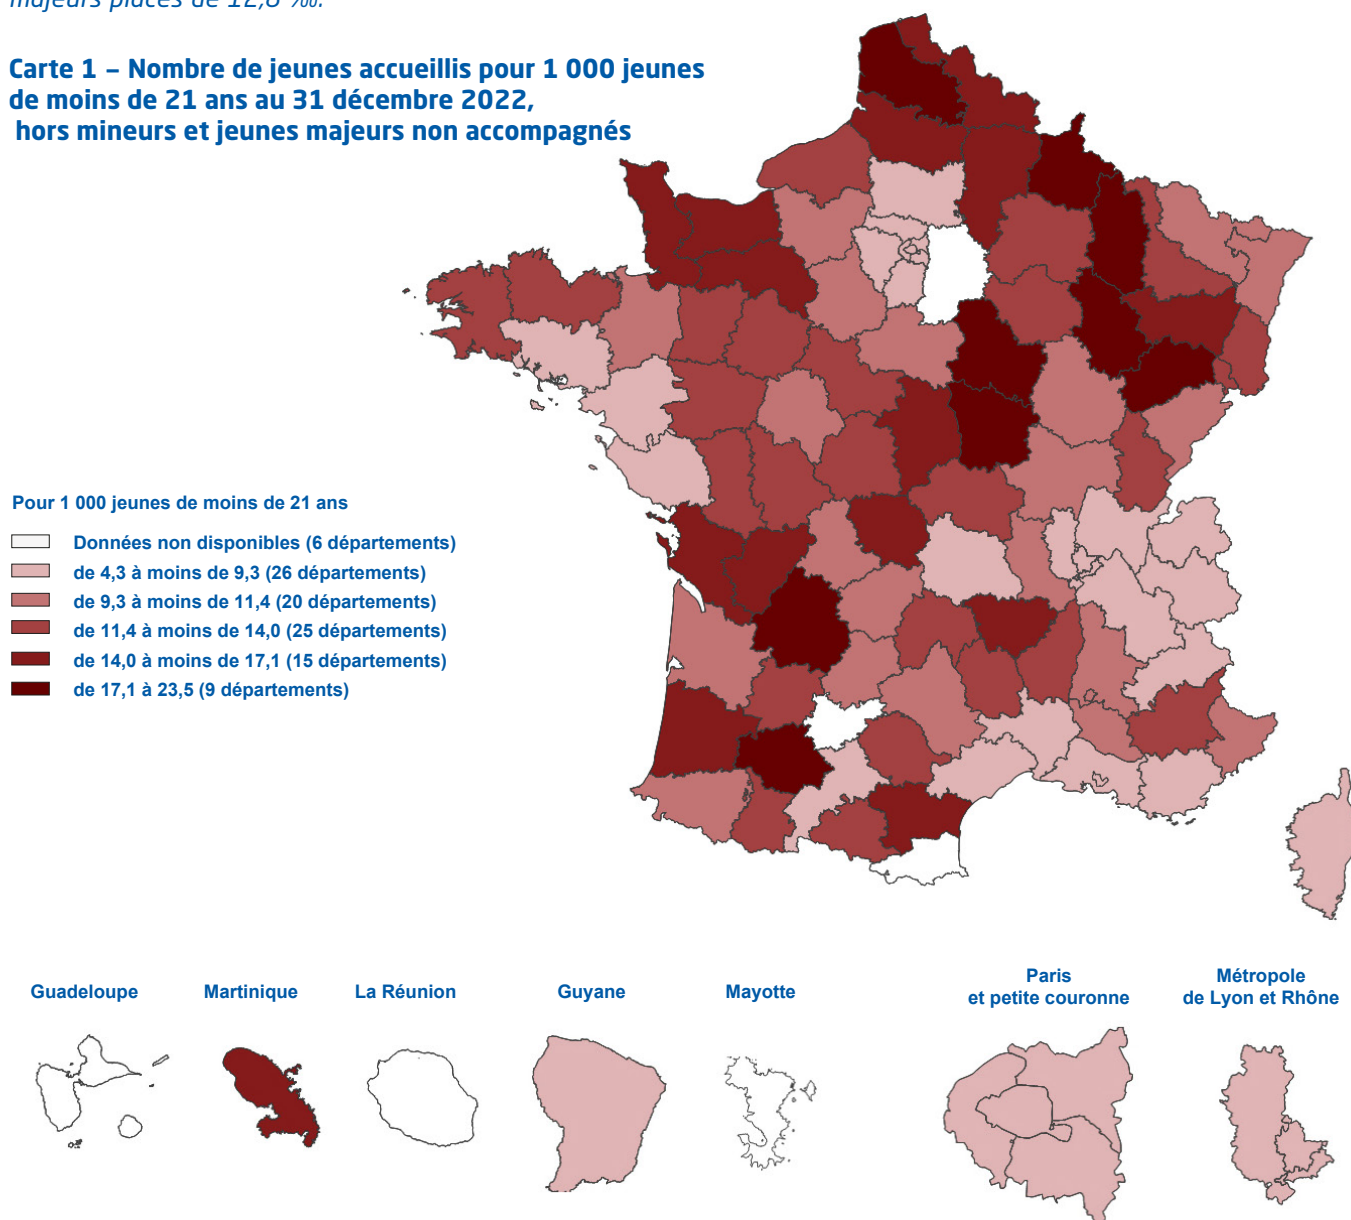 majeurs placés de 12,8 ‰.
Carte 1 – Nombre de jeunes accueillis pour 1 000 jeunes
de moins de 21 ans au 31 décembre 2022,
hors mineurs et jeunes majeurs non accompagnés
Pour 1 000 jeunes de moins de 21 ans
Données non disponibles (6 départements)
de 4,3 à moins de 9,3 (26 départements)
de 9,3 à moins de 11,4 (20 départements)
de 11,4 à moins de 14,0 (25 départements)
de 14,0 à moins de 17,1 (15 départements)
de 17,1 à 23,5 (9 départements)
Guadeloupe
Martinique
La Réunion
Guyane
Mayotte
Paris
et petite couronne
Métropole
de Lyon et Rhône